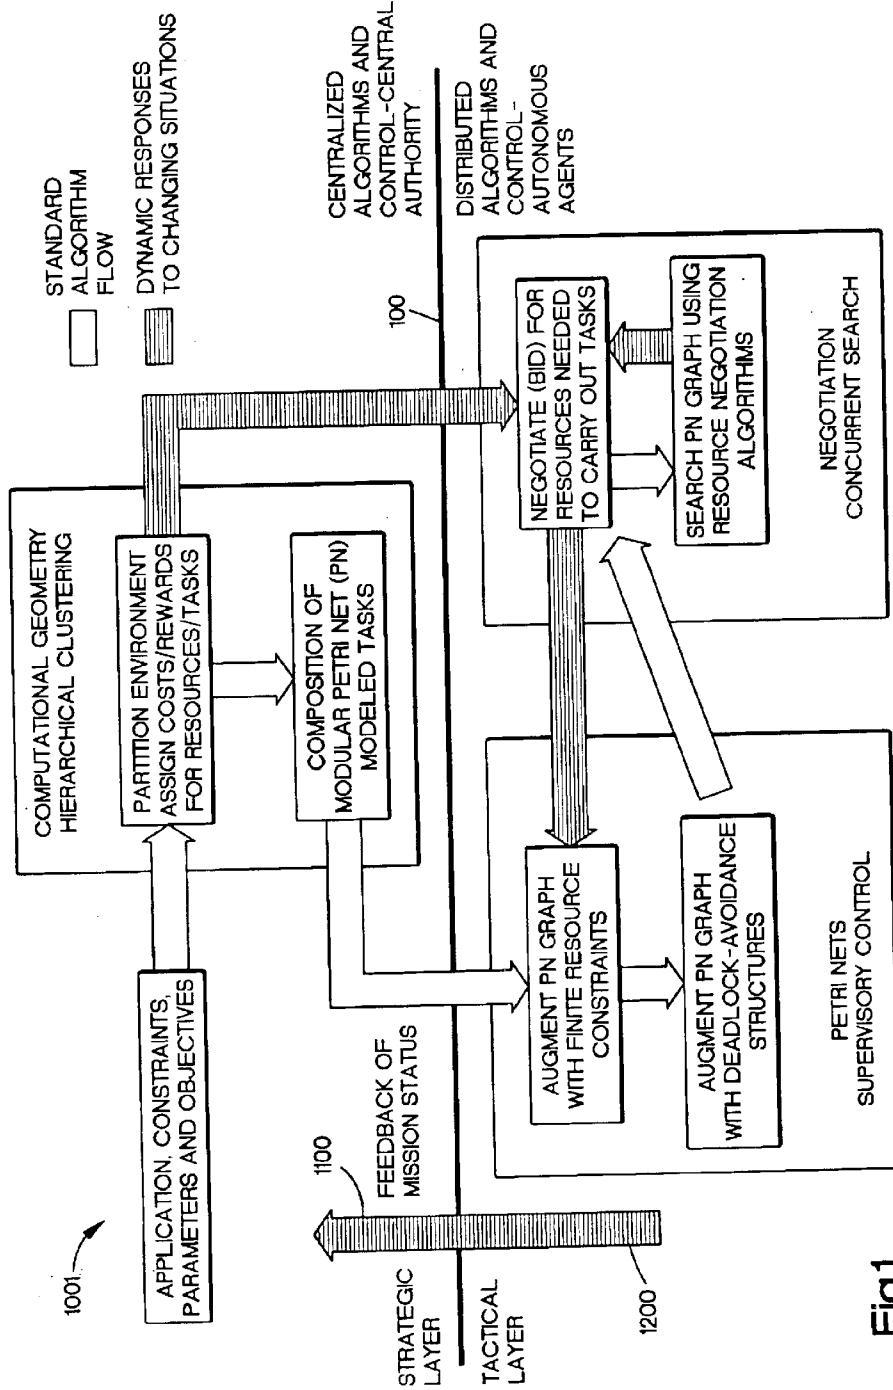 STANDARD
ALGORITHM
FLOW
DYNAMIC RESPONSES
TO CHANGING SITUATIONS
1001
APPLICATION, CONSTRAINTS,
PARAMETERS AND OBJECTIVES
COMPUTATIONAL GEOMETRY
HIERARCHICAL CLUSTERING
PARTITION ENVIRONMENT
ASSIGN COSTS/REWARDS
FOR RESOURCES/TASKS
COMPOSITION OF
MODULAR PETRI NET (PN)
MODELED TASKS
CENTRALIZED
ALGORITHMS AND
CONTROL-CENTRAL
AUTHORITY
100
1100
FEEDBACK OF
MISSION STATUS
STRATEGIC
LAYER
TACTICAL
LAYER
1200
DISTRIBUTED
ALGORITHMS AND
CONTROL-
AUTONOMOUS
AGENTS
AUGMENT PN GRAPH
WITH FINITE RESOURCE
CONSTRAINTS
AUGMENT PN GRAPH
WITH DEADLOCK-AVOIDANCE
STRUCTURES
PETRI NETS
SUPERVISORY CONTROL
NEGOTIATE (BID) FOR
RESOURCES NEEDED
TO CARRY OUT TASKS
SEARCH PN GRAPH USING
RESOURCE NEGOTIATION
ALGORITHMS
NEGOTIATION
CONCURRENT SEARCH
Fig.1